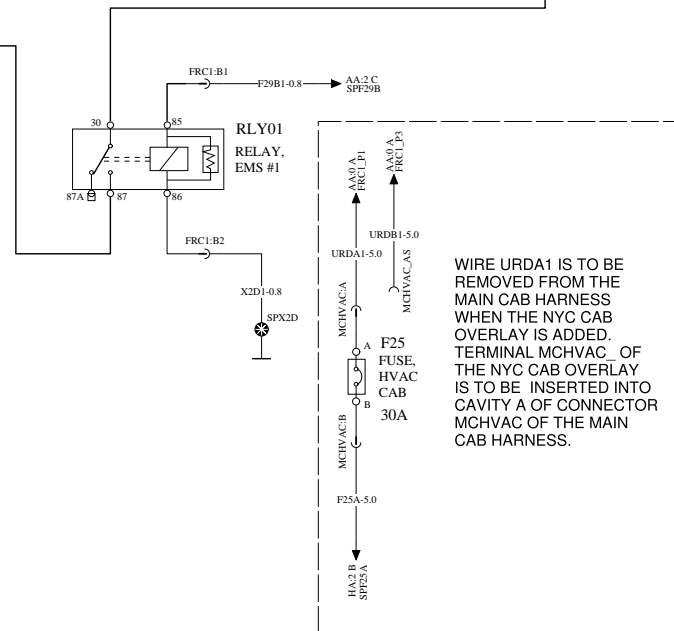 FRC1:B1
F29B1-0.8
AA:2 C
SPF29B
30
85
RLY01
RELAY,
EMS #1
87A
87
86
FRC1:B2
X2D1-0.8
SPX2D
AA:0 A
FRC1_P1
AA:0 A
FRC1_P3
URDB1-5.0
URDA1-5.0
MCHVAC_AS
MCHVAC:A
A
F25
FUSE,
HVAC
CAB
B
30A
MCHVAC:B
F25A-5.0
HA:2 B
SPF25A
WIRE URDA1 IS TO BE
REMOVED FROM THE
MAIN CAB HARNESS
WHEN THE NYC CAB
OVERLAY IS ADDED.
TERMINAL MCHVAC_ OF
THE NYC CAB OVERLAY
IS TO BE INSERTED INTO
CAVITY A OF CONNECTOR
MCHVAC OF THE MAIN
CAB HARNESS.